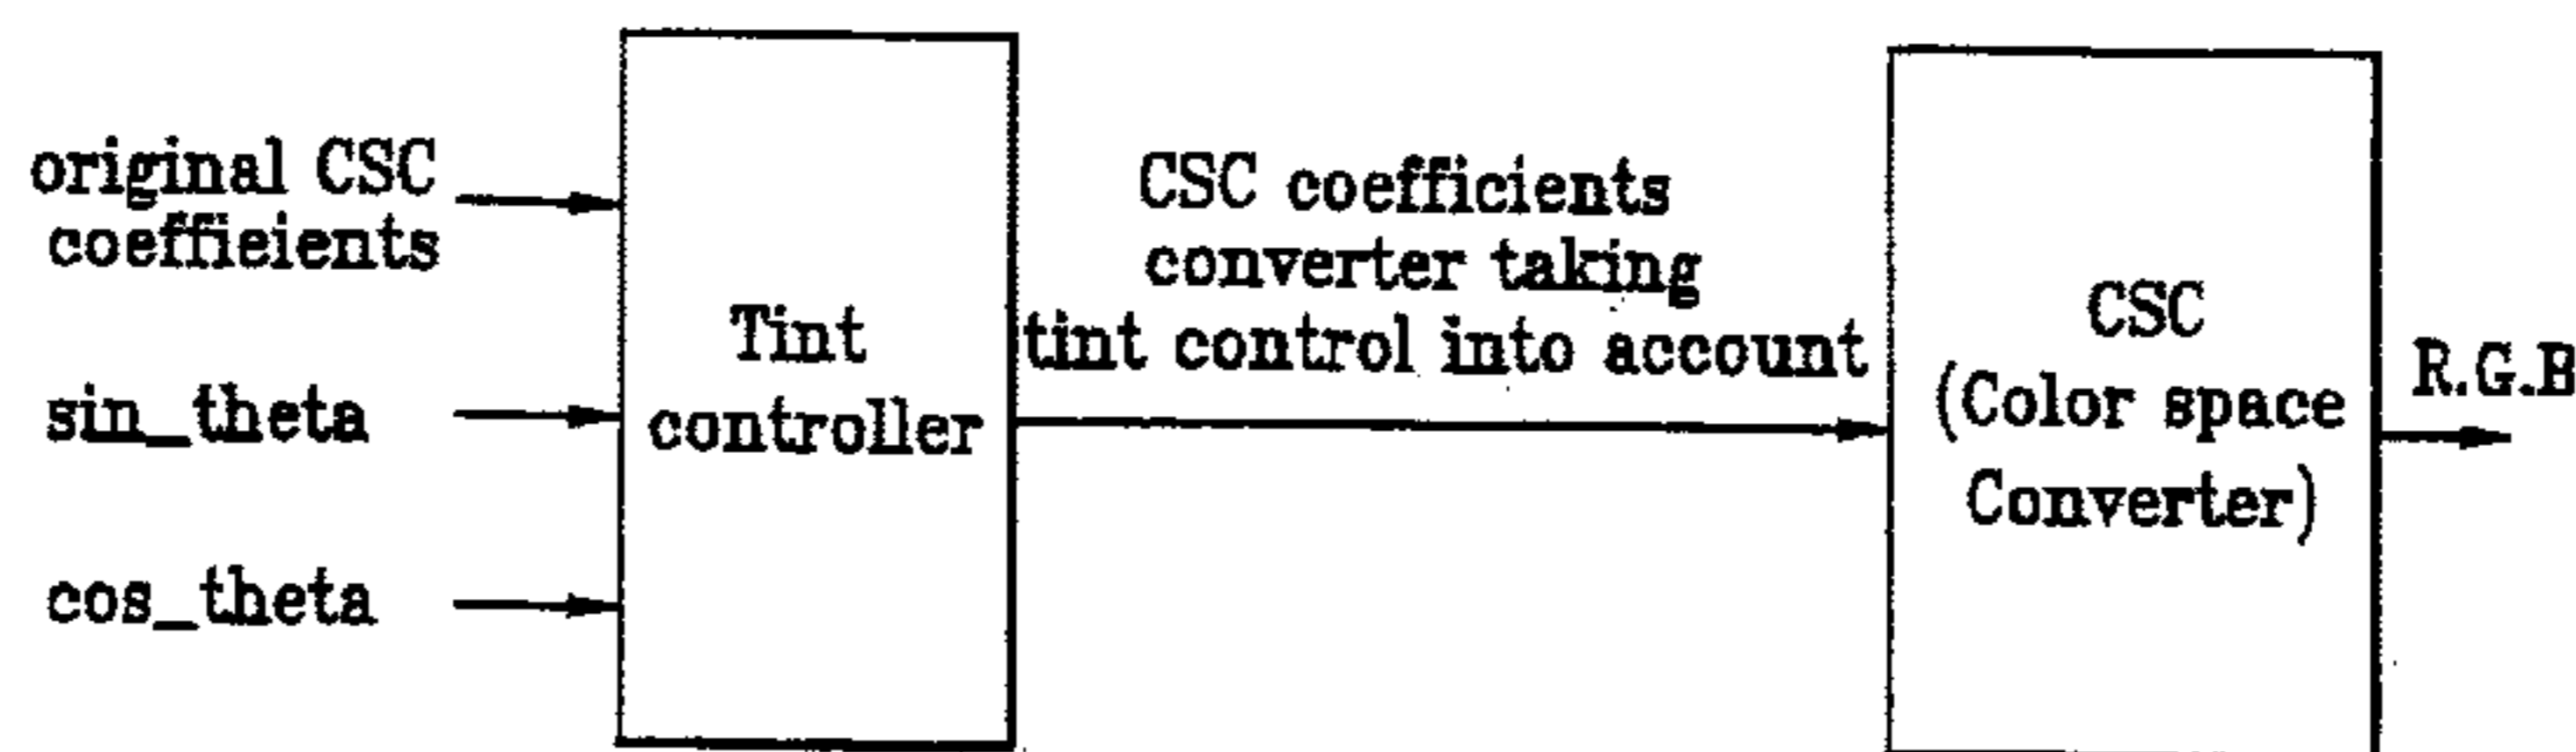 original CSC
coeffieients
sin_theta
cos_theta
Tint
controller
CSC coefficients
converter taking
tint control into account
CSC
(Color space
Converter)
R.G.B